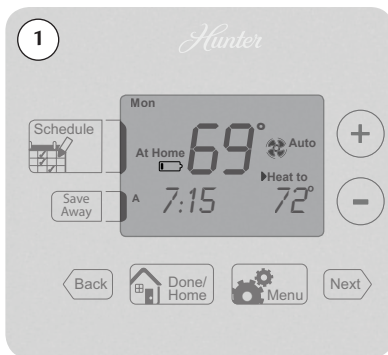 1
Hunter
Mon
Schedule
At Home
69°
Auto
Heat to
Save
Away
A
7:15
72°
+
-
Back
Done/
Home
Menu
Next